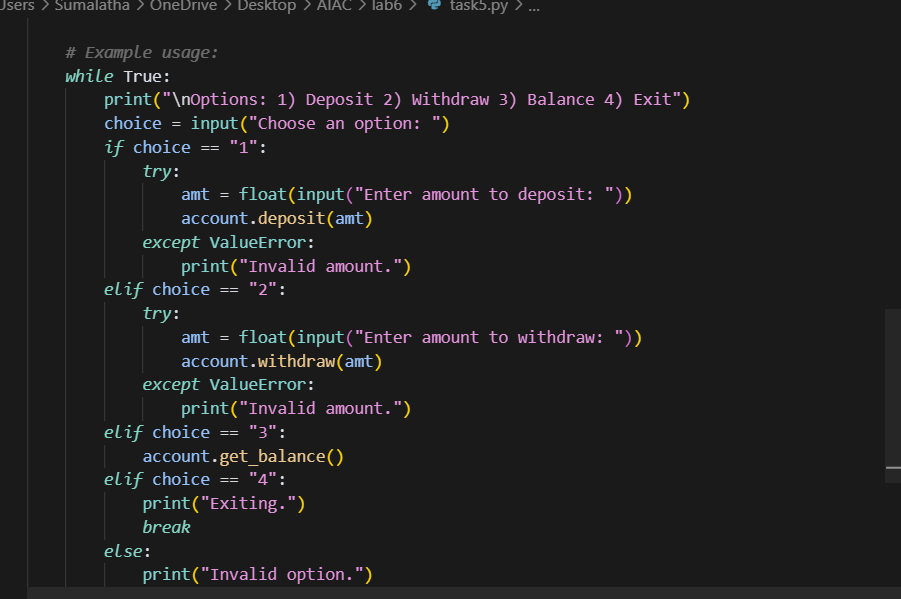 Users > Sumalatha > OneDrive > Desktop > AIAC > lab6 > task5.py > ...
# Example usage:
while True:
    print("\nOptions: 1) Deposit 2) Withdraw 3) Balance 4) Exit")
    choice = input("Choose an option: ")
    if choice == "1":
        try:
            amt = float(input("Enter amount to deposit: "))
            account.deposit(amt)
        except ValueError:
            print("Invalid amount.")
    elif choice == "2":
        try:
            amt = float(input("Enter amount to withdraw: "))
            account.withdraw(amt)
        except ValueError:
            print("Invalid amount.")
    elif choice == "3":
        account.get_balance()
    elif choice == "4":
        print("Exiting.")
        break
    else:
        print("Invalid option.")